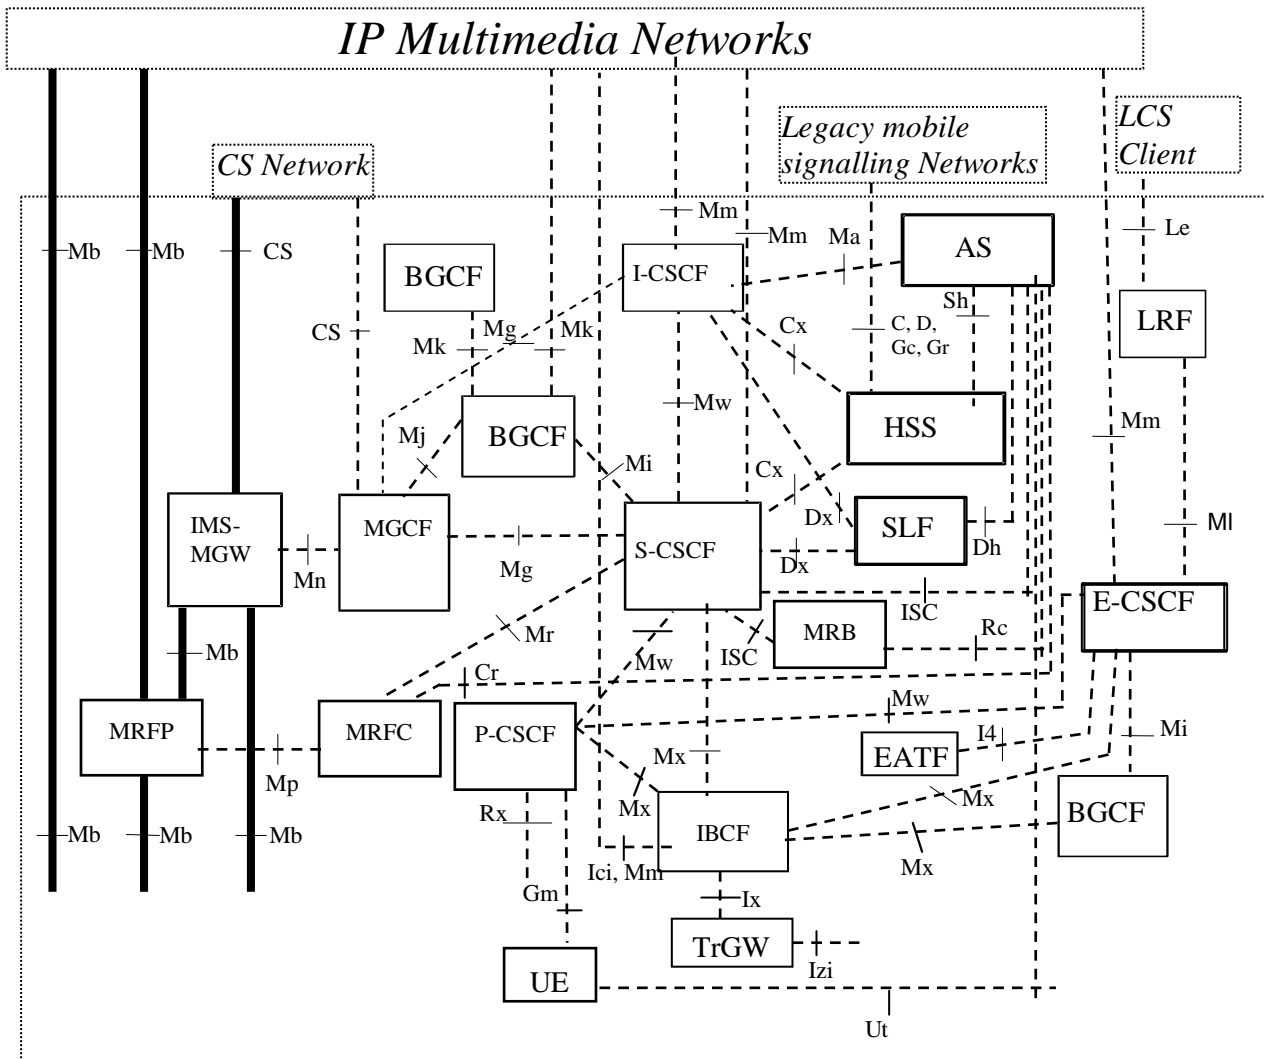 IP Multimedia Networks
Legacy mobile
signalling Networks
LCS
Client
CS Network
Mb
Mb
CS
Mm
Mm
Ma
AS
Le
BGCF
I-CSCF
Sh
LRF
CS
Mk
Mg
Mk
Cx
C, D,
Gc, Gr
Mw
HSS
Mm
Mj
BGCF
Mi
Cx
IMS-
MGW
MGCF
S-CSCF
Dx
SLF
Dh
MI
Mn
Mg
Dx
ISC
E-CSCF
Mr
MRB
Rc
Mb
Mw
ISC
Cr
Mw
MRFP
MRFC
P-CSCF
I4
Mi
Mp
Mx
EATF
Mx
Mx
BGCF
Mb
Mb
Mb
Rx
IBCF
Mx
Ici, Mm
Gm
Ix
TrGW
Izi
UE
Ut